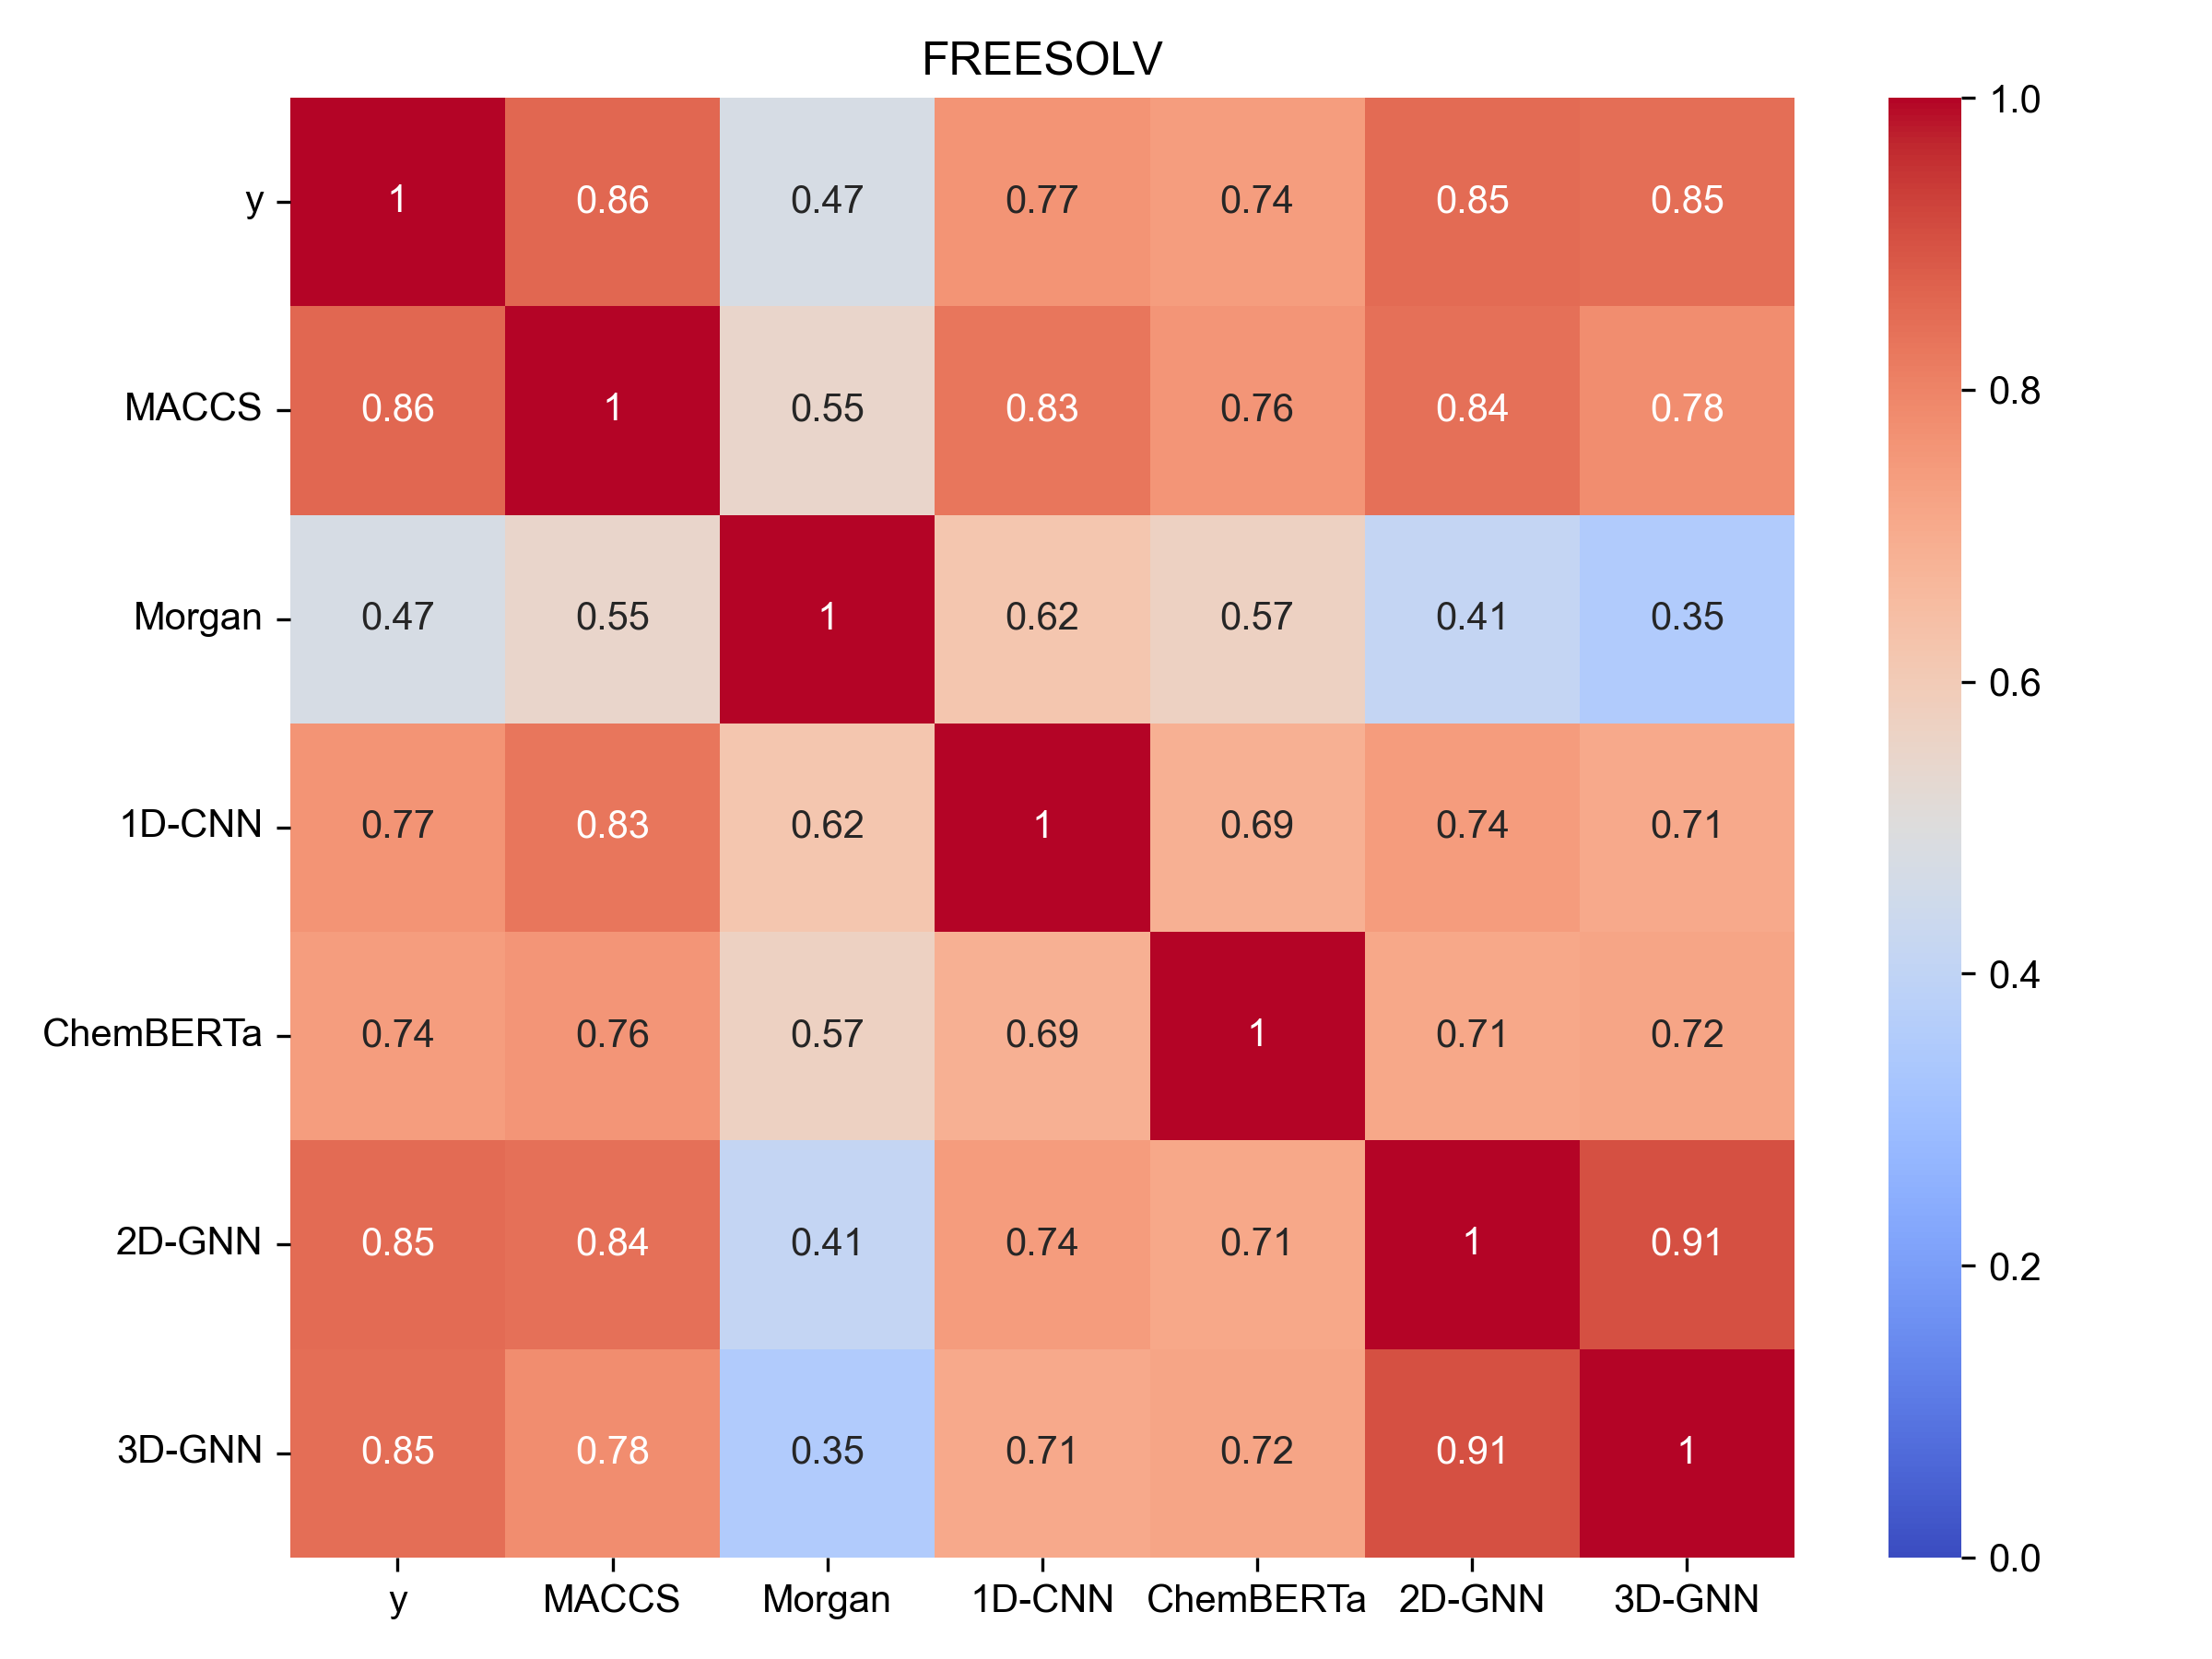 FREESOLV
y 1 0.86 0.47 0.77 0.74 0.85 0.85
MACCS 0.86 1 0.55 0.83 0.76 0.84 0.78
Morgan 0.47 0.55 1 0.62 0.57 0.41 0.35
1D-CNN 0.77 0.83 0.62 1 0.69 0.74 0.71
ChemBERTa 0.74 0.76 0.57 0.69 1 0.71 0.72
2D-GNN 0.85 0.84 0.41 0.74 0.71 1 0.91
3D-GNN 0.85 0.78 0.35 0.71 0.72 0.91 1
y MACCS Morgan 1D-CNN ChemBERTa 2D-GNN 3D-GNN
1.0
0.8
0.6
0.4
0.2
0.0